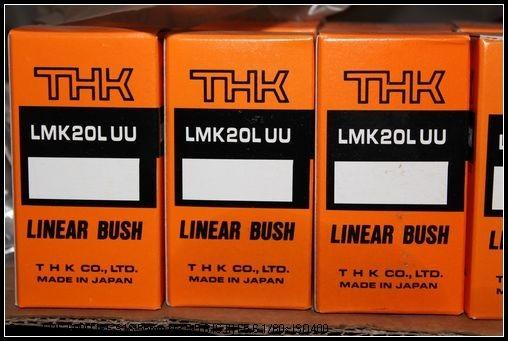 THK
LMK20L UU
LINEAR BUSH
T H K CO., LTD.
MADE IN JAPAN
THK
LMK20L UU
LINEAR BUSH
T H K CO., LTD.
MADE IN JAPAN
THK
LMK20L UU
LINEAR BUSH
T H K CO., LTD.
MADE IN JAPAN